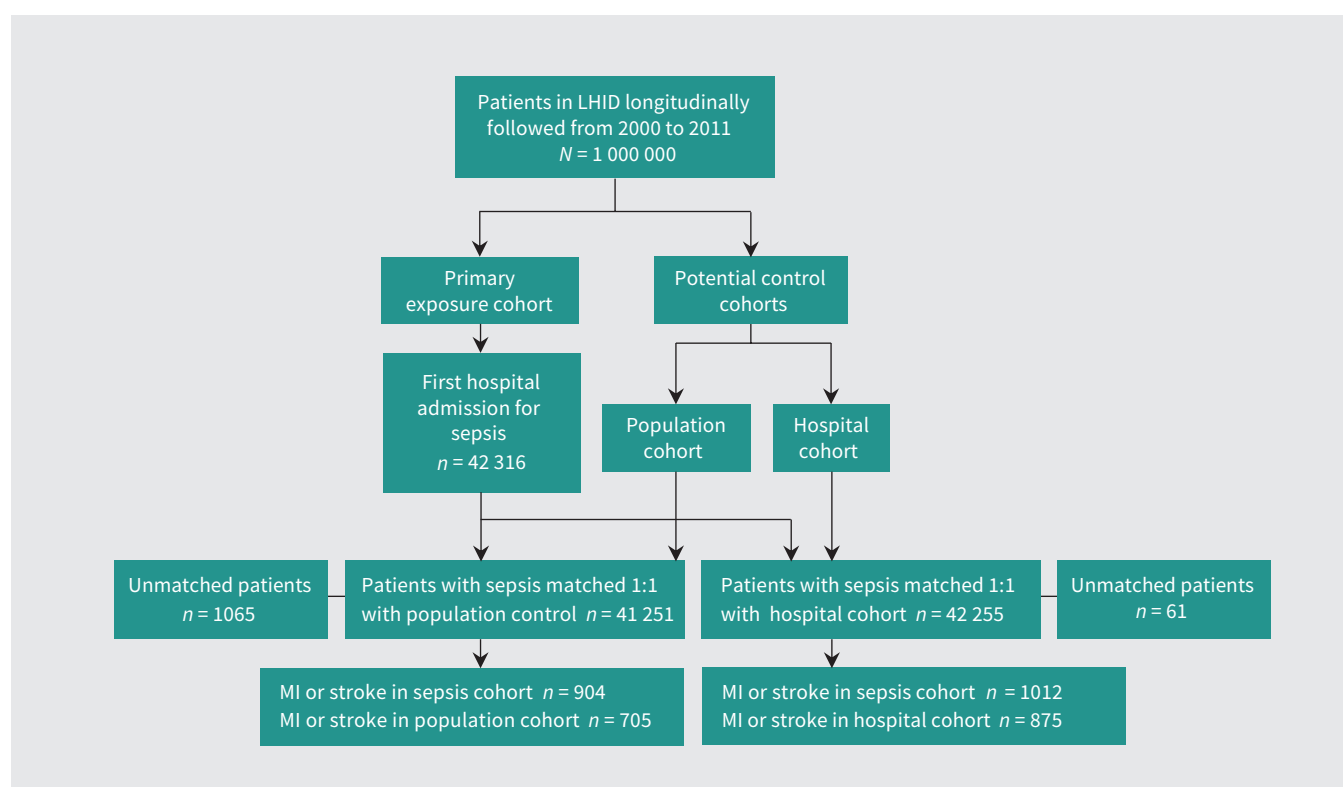 Patients in LHID longitudinally
followed from 2000 to 2011
N = 1 000 000
Primary
exposure cohort
Potential control
cohorts
First hospital
admission for
sepsis
n = 42 316
Population
cohort
Hospital
cohort
Unmatched patients
n = 1065
Patients with sepsis matched 1:1
with population control n = 41 251
Patients with sepsis matched 1:1
with hospital cohort n = 42 255
Unmatched patients
n = 61
MI or stroke in sepsis cohort n = 904
MI or stroke in population cohort n = 705
MI or stroke in sepsis cohort n = 1012
MI or stroke in hospital cohort n = 875